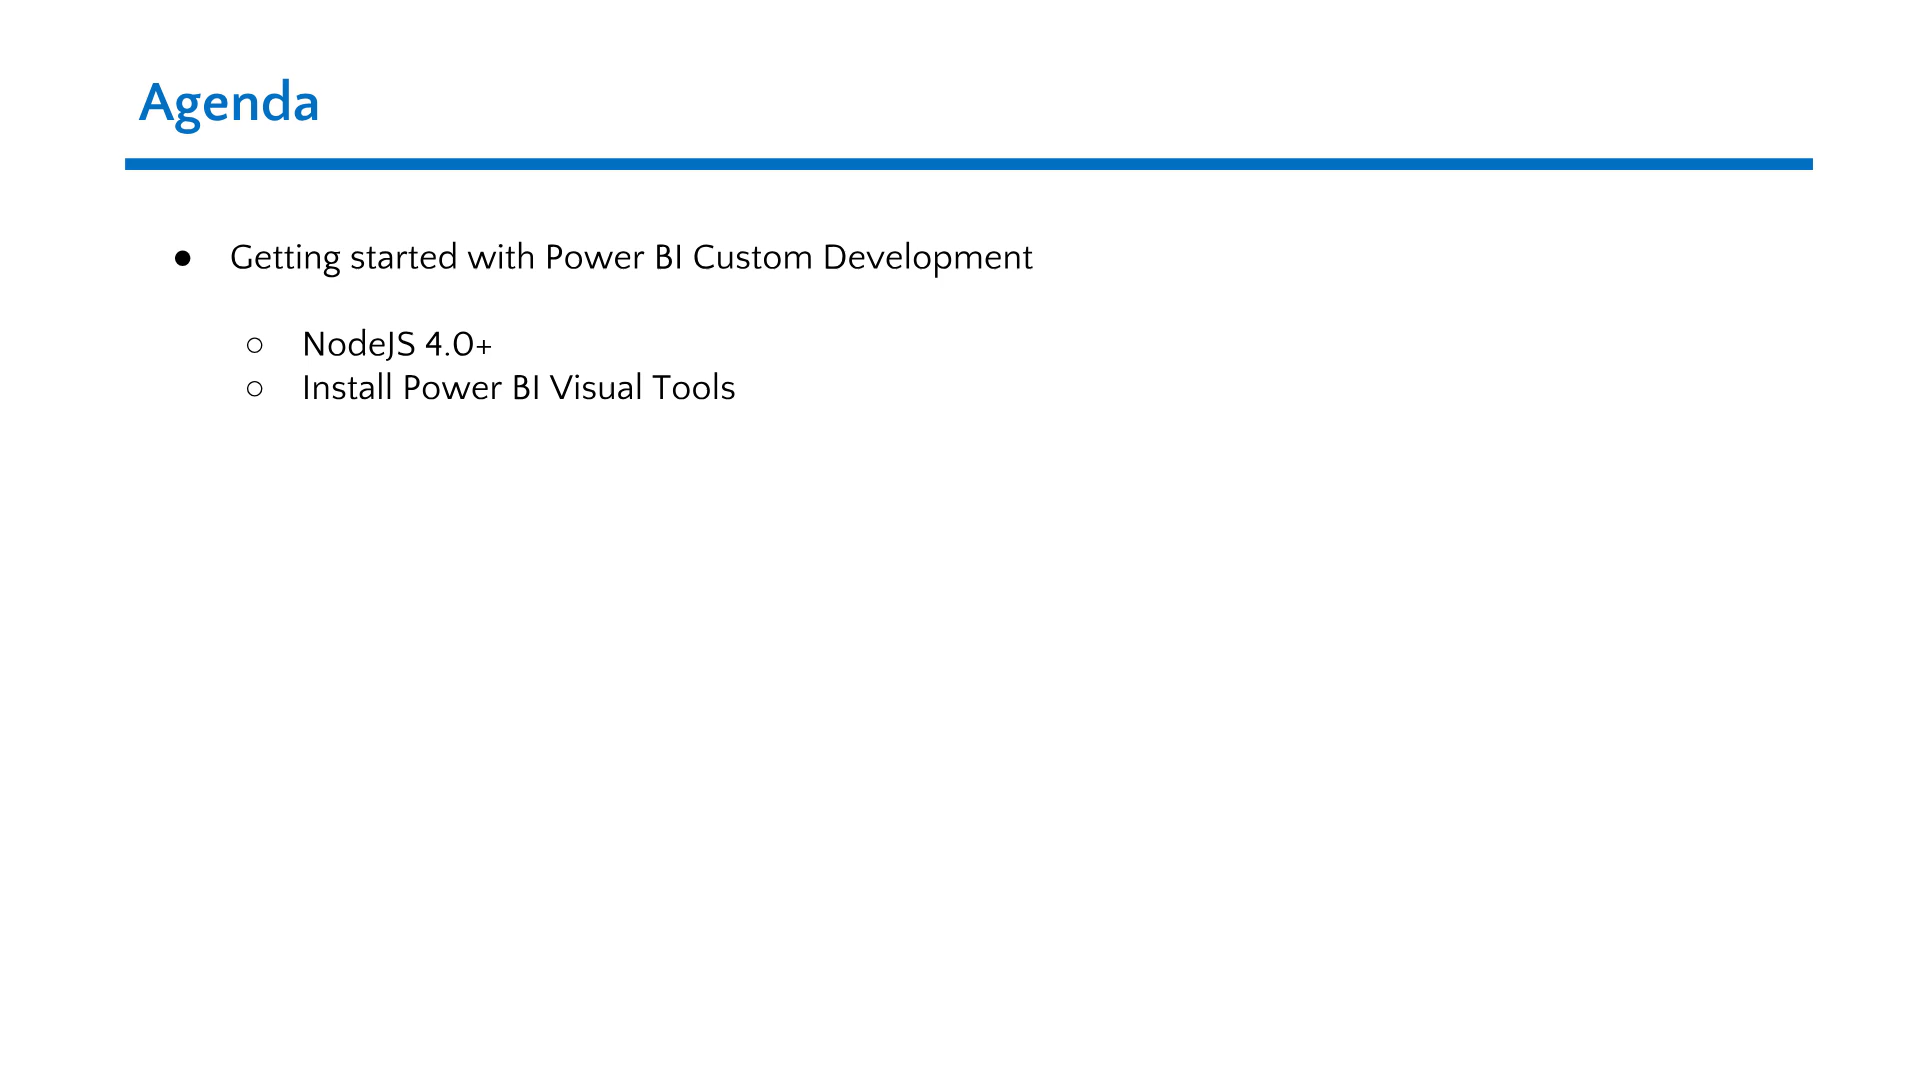 Agenda
● Getting started with Power BI Custom Development
○ NodeJS 4.0+
○ Install Power BI Visual Tools